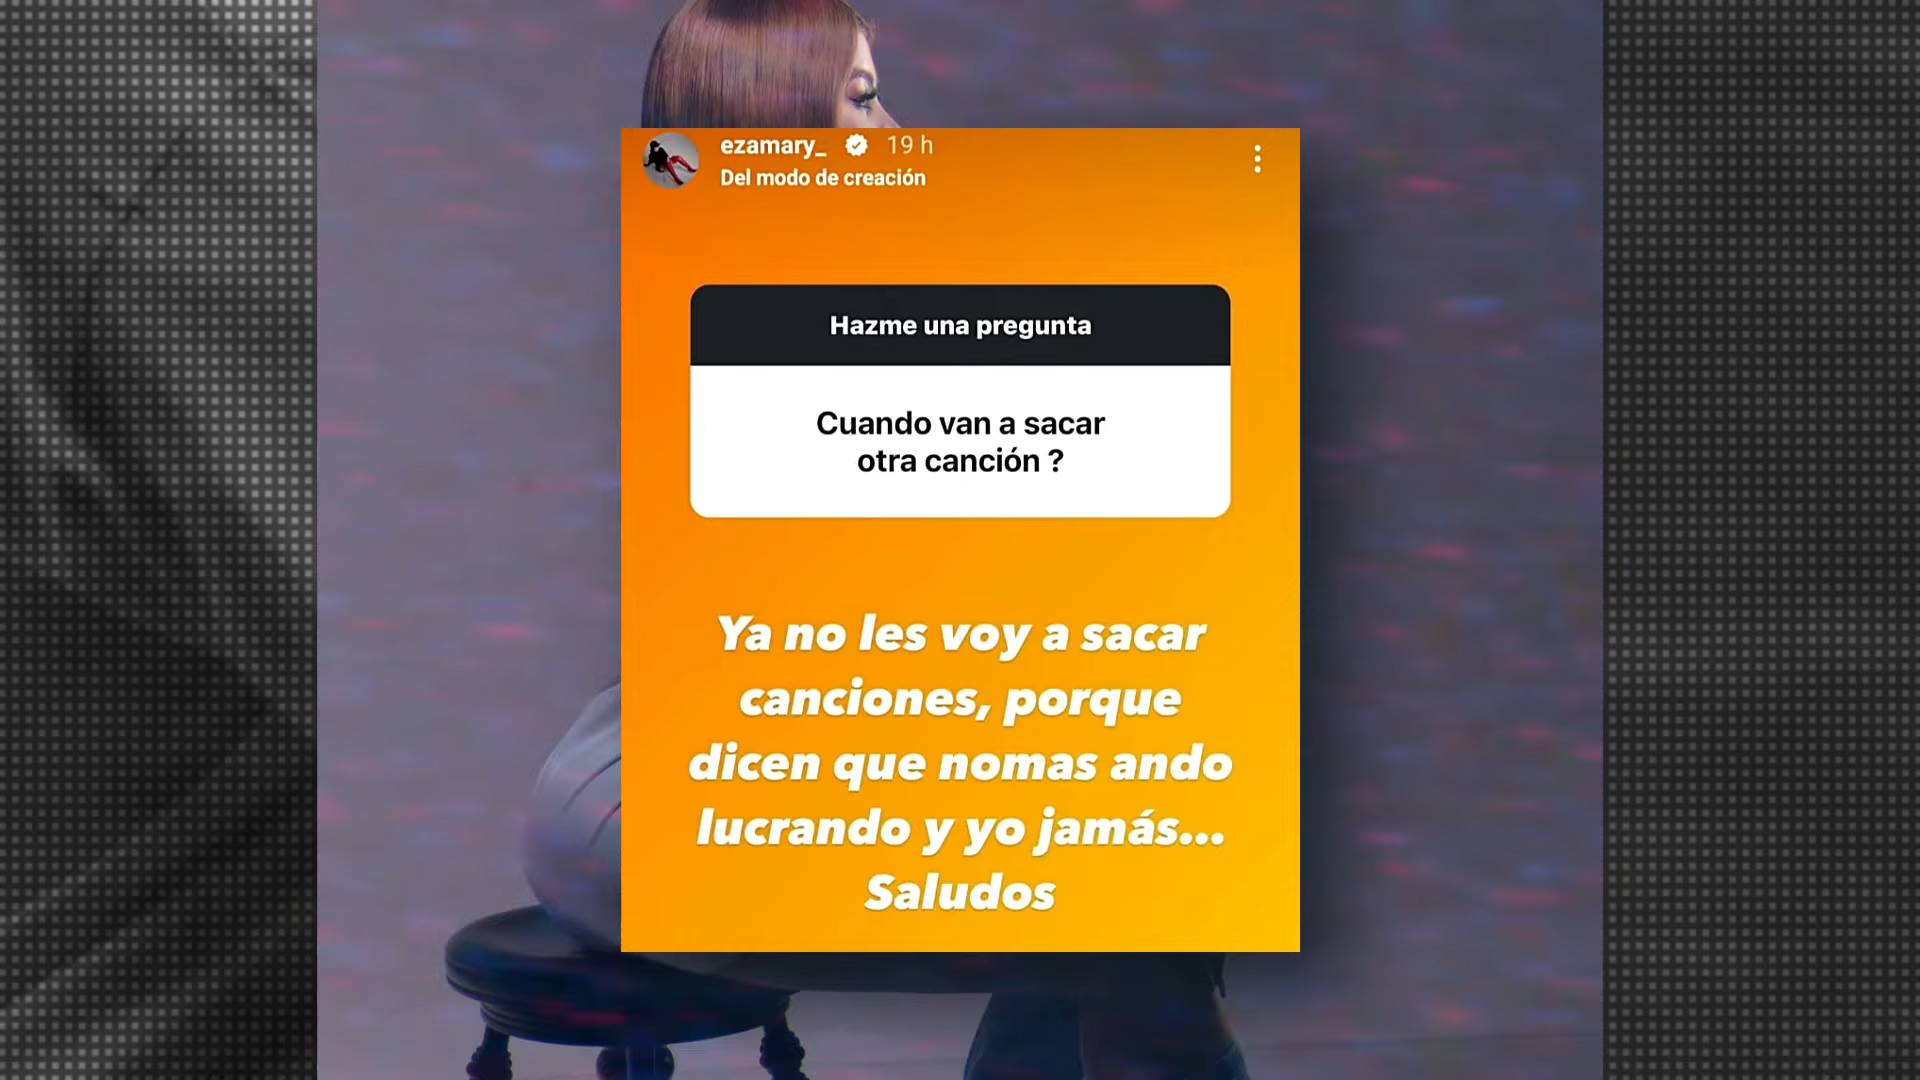 ezamary_ 19 h
Del modo de creación
Hazme una pregunta
Cuando van a sacar
otra canción ?
Ya no les voy a sacar
canciones, porque
dicen que nomas ando
lucrando y yo jamás...
Saludos